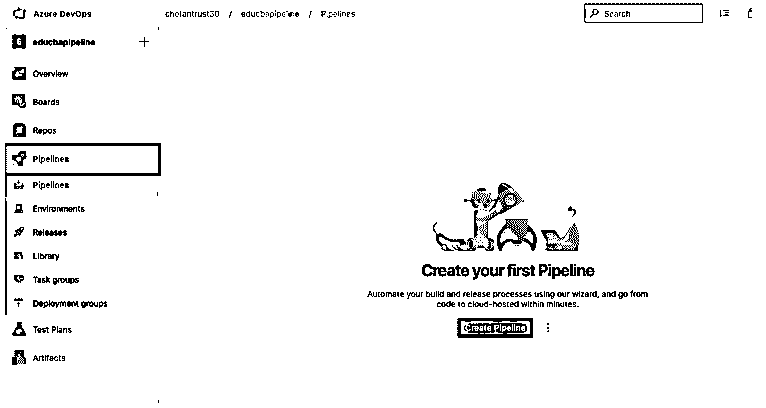 Azure DevOps
chetantrust30 / educbapipeline / Pipelines
Search
educbapipeline
Overview
Boards
Repos
Pipelines
Pipelines
Environments
Releases
Library
Task groups
Deployment groups
Test Plans
Artifacts
Create your first Pipeline
Automate your build and release processes using our wizard, and go from
code to cloud-hosted within minutes.
Create Pipeline